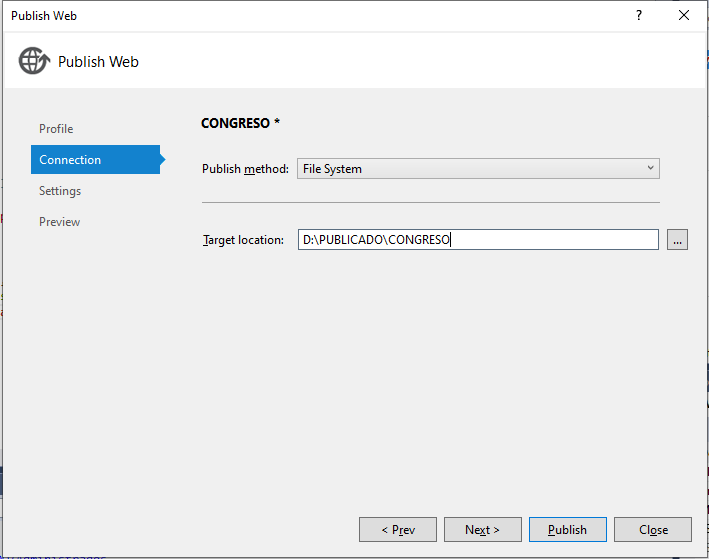 Publish Web
?
Publish Web
CONGRESO *
Profile
Connection
Settings
Preview
Publish method: File System
Target location: D:\PUBLICADO\CONGRESO ...
< Prev Next > Publish Close